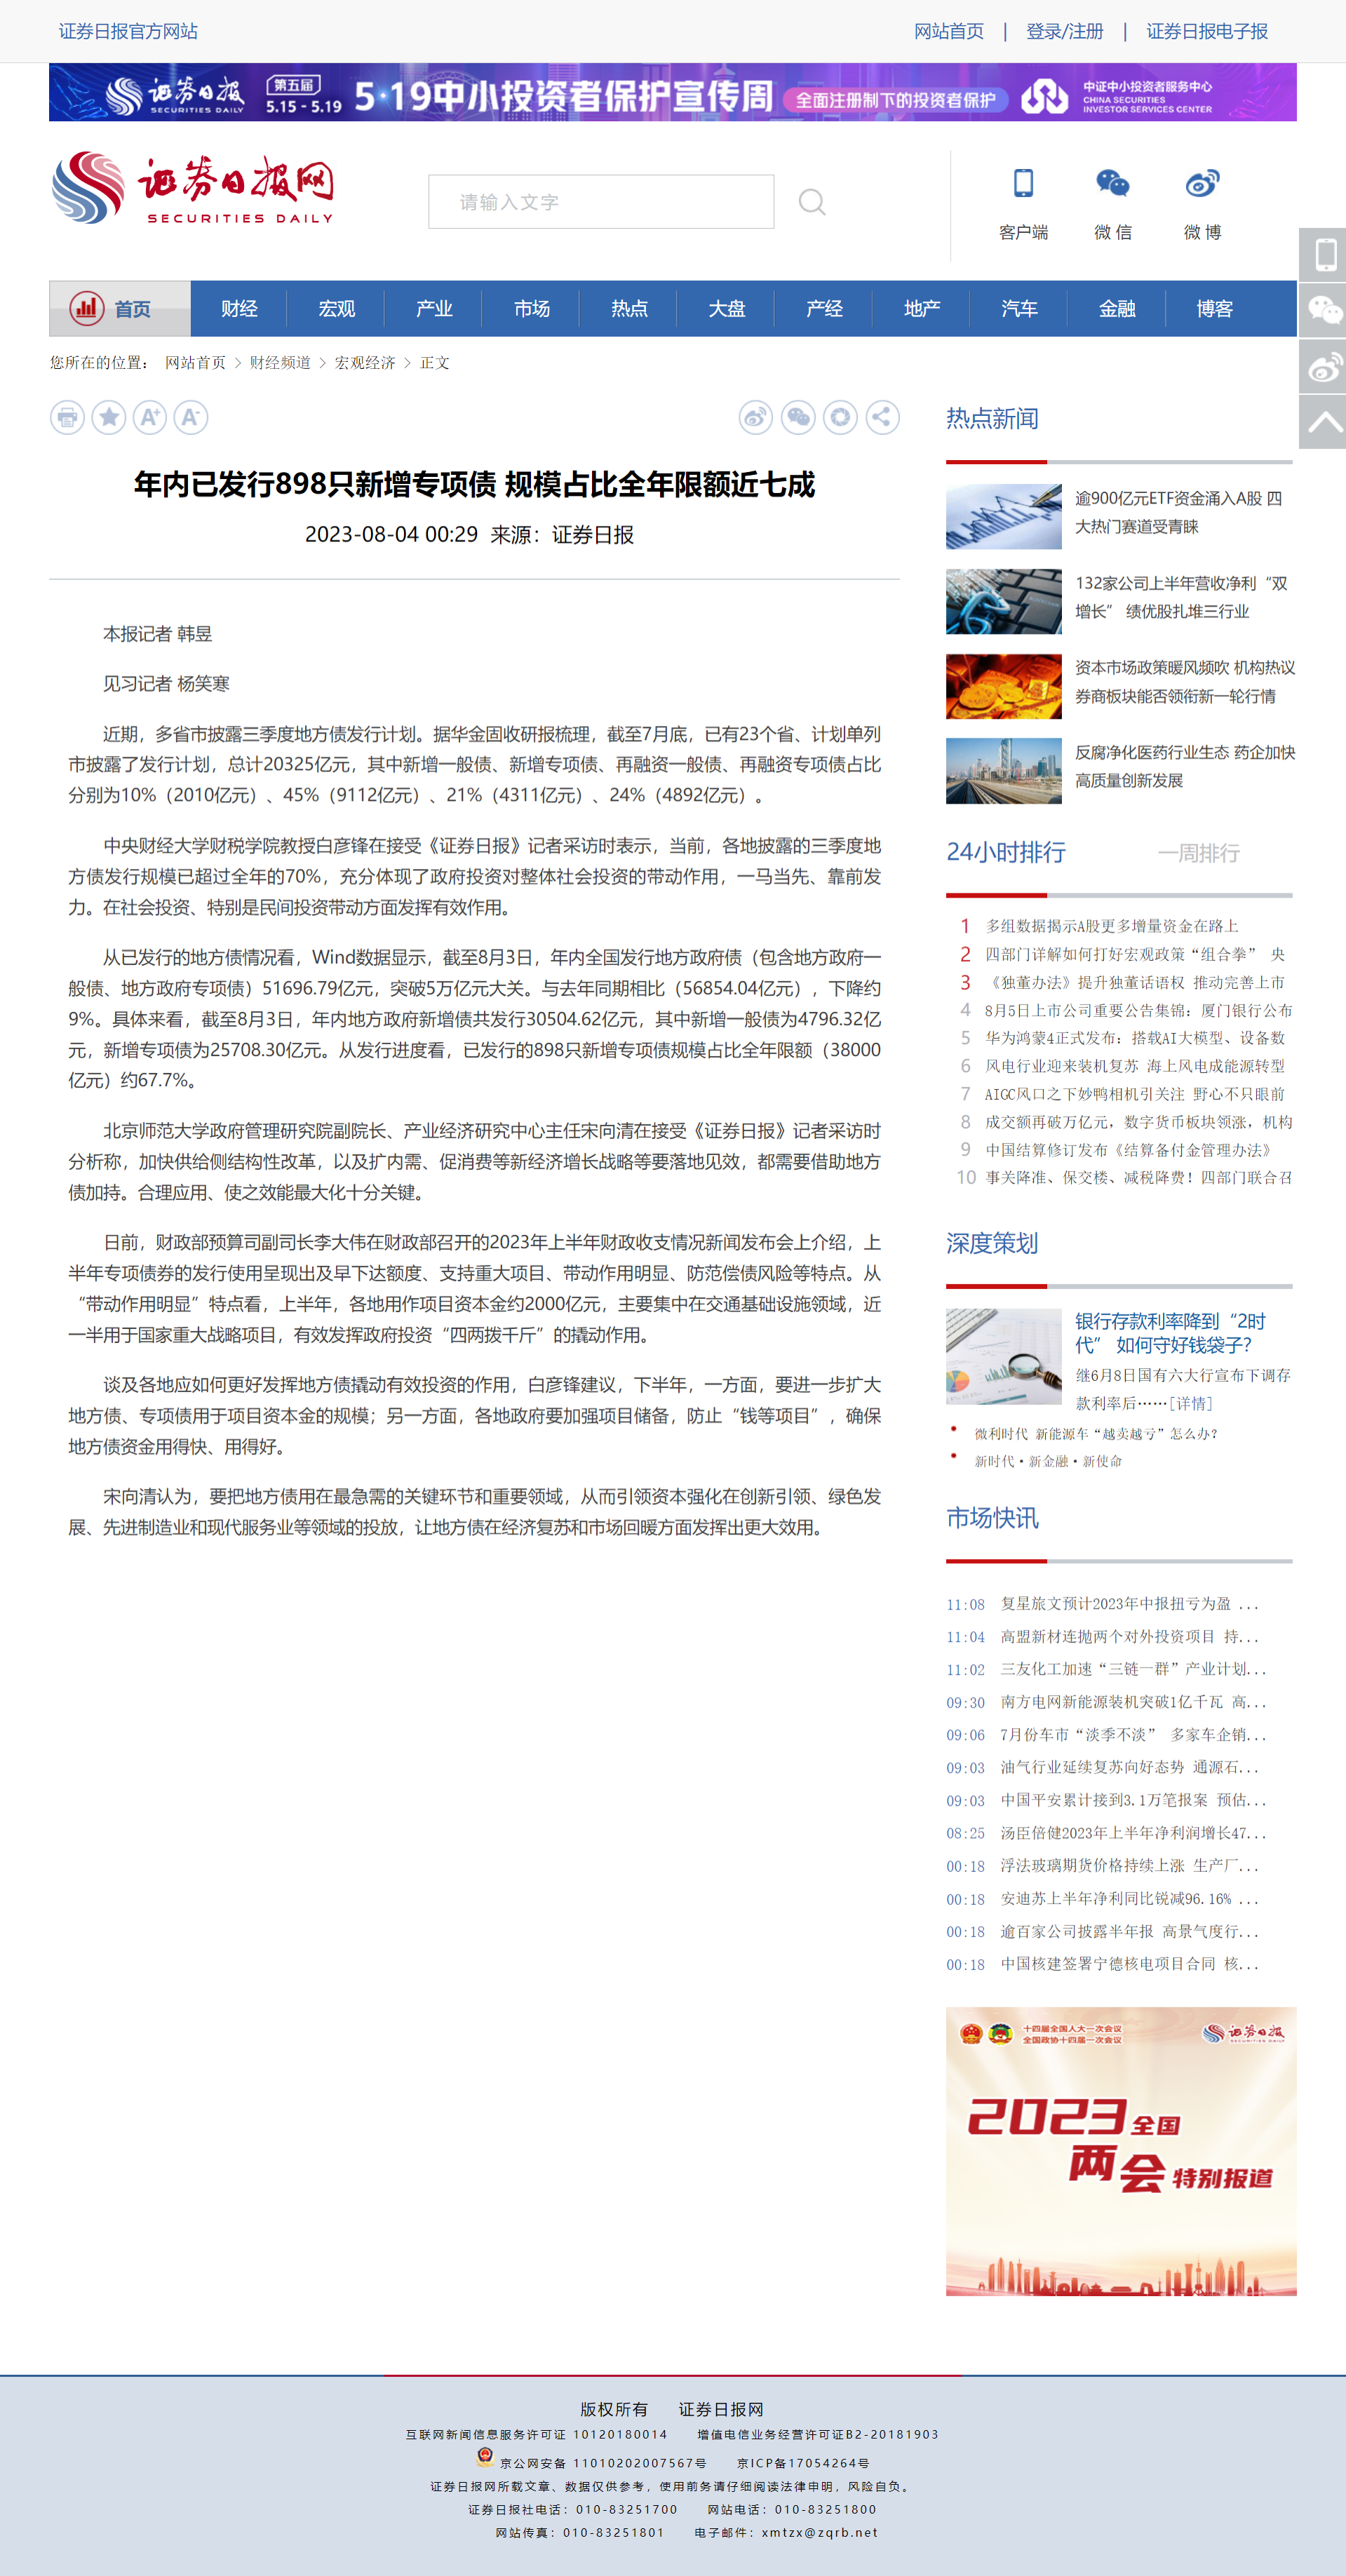 证券日报官方网站
网站首页 | 登录/注册 | 证券日报电子报
证券日报 SECURITIES DAILY 第五届 5.15 - 5.19 5·19中小投资者保护宣传周 全面注册制下的投资者保护 中证中小投资者服务中心 CHINA SECURITIES INVESTOR SERVICES CENTER
证券日报网
SECURITIES DAILY
请输入文字
客户端 微 信 微 博
首页 财经 宏观 产业 市场 热点 大盘 产经 地产 汽车 金融 博客
您所在的位置： 网站首页 > 财经频道 > 宏观经济 > 正文
A+ A-
年内已发行898只新增专项债 规模占比全年限额近七成
2023-08-04 00:29 来源：证券日报
本报记者 韩昱
见习记者 杨笑寒
近期，多省市披露三季度地方债发行计划。据华金固收研报梳理，截至7月底，已有23个省、计划单列
市披露了发行计划，总计20325亿元，其中新增一般债、新增专项债、再融资一般债、再融资专项债占比
分别为10%（2010亿元）、45%（9112亿元）、21%（4311亿元）、24%（4892亿元）。
中央财经大学财税学院教授白彦锋在接受《证券日报》记者采访时表示，当前，各地披露的三季度地
方债发行规模已超过全年的70%，充分体现了政府投资对整体社会投资的带动作用，一马当先、靠前发
力。在社会投资、特别是民间投资带动方面发挥有效作用。
从已发行的地方债情况看，Wind数据显示，截至8月3日，年内全国发行地方政府债（包含地方政府一
般债、地方政府专项债）51696.79亿元，突破5万亿元大关。与去年同期相比（56854.04亿元），下降约
9%。具体来看，截至8月3日，年内地方政府新增债共发行30504.62亿元，其中新增一般债为4796.32亿
元，新增专项债为25708.30亿元。从发行进度看，已发行的898只新增专项债规模占比全年限额（38000
亿元）约67.7%。
北京师范大学政府管理研究院副院长、产业经济研究中心主任宋向清在接受《证券日报》记者采访时
分析称，加快供给侧结构性改革，以及扩内需、促消费等新经济增长战略等要落地见效，都需要借助地方
债加持。合理应用、使之效能最大化十分关键。
日前，财政部预算司副司长李大伟在财政部召开的2023年上半年财政收支情况新闻发布会上介绍，上
半年专项债券的发行使用呈现出及早下达额度、支持重大项目、带动作用明显、防范偿债风险等特点。从
“带动作用明显”特点看，上半年，各地用作项目资本金约2000亿元，主要集中在交通基础设施领域，近
一半用于国家重大战略项目，有效发挥政府投资“四两拨千斤”的撬动作用。
谈及各地应如何更好发挥地方债撬动有效投资的作用，白彦锋建议，下半年，一方面，要进一步扩大
地方债、专项债用于项目资本金的规模；另一方面，各地政府要加强项目储备，防止“钱等项目”，确保
地方债资金用得快、用得好。
宋向清认为，要把地方债用在最急需的关键环节和重要领域，从而引领资本强化在创新引领、绿色发
展、先进制造业和现代服务业等领域的投放，让地方债在经济复苏和市场回暖方面发挥出更大效用。
热点新闻
逾900亿元ETF资金涌入A股 四
大热门赛道受青睐
132家公司上半年营收净利“双
增长” 绩优股扎堆三行业
资本市场政策暖风频吹 机构热议
券商板块能否领衔新一轮行情
反腐净化医药行业生态 药企加快
高质量创新发展
24小时排行 一周排行
1 多组数据揭示A股更多增量资金在路上
2 四部门详解如何打好宏观政策“组合拳” 央
3 《独董办法》提升独董话语权 推动完善上市
4 8月5日上市公司重要公告集锦：厦门银行公布
5 华为鸿蒙4正式发布：搭载AI大模型、设备数
6 风电行业迎来装机复苏 海上风电成能源转型
7 AIGC风口之下妙鸭相机引关注 野心不只眼前
8 成交额再破万亿元，数字货币板块领涨，机构
9 中国结算修订发布《结算备付金管理办法》
10 事关降准、保交楼、减税降费！四部门联合召
深度策划
银行存款利率降到“2时
代” 如何守好钱袋子？
继6月8日国有六大行宣布下调存
款利率后……[详情]
微利时代 新能源车“越卖越亏”怎么办？
新时代·新金融·新使命
市场快讯
11:08 复星旅文预计2023年中报扭亏为盈 ...
11:04 高盟新材连抛两个对外投资项目 持...
11:02 三友化工加速“三链一群”产业计划...
09:30 南方电网新能源装机突破1亿千瓦 高...
09:06 7月份车市“淡季不淡” 多家车企销...
09:03 油气行业延续复苏向好态势 通源石...
09:03 中国平安累计接到3.1万笔报案 预估...
08:25 汤臣倍健2023年上半年净利润增长47...
00:18 浮法玻璃期货价格持续上涨 生产厂...
00:18 安迪苏上半年净利同比锐减96.16% ...
00:18 逾百家公司披露半年报 高景气度行...
00:18 中国核建签署宁德核电项目合同 核...
十四届全国人大一次会议
全国政协十四届一次会议
证券日报
SECURITIES DAILY
2023全国
两会特别报道
版权所有 证券日报网
互联网新闻信息服务许可证 10120180014 增值电信业务经营许可证B2-20181903
京公网安备 11010202007567号 京ICP备17054264号
证券日报网所载文章、数据仅供参考，使用前务请仔细阅读法律申明，风险自负。
证券日报社电话：010-83251700 网站电话：010-83251800
网站传真：010-83251801 电子邮件：xmtzx@zqrb.net